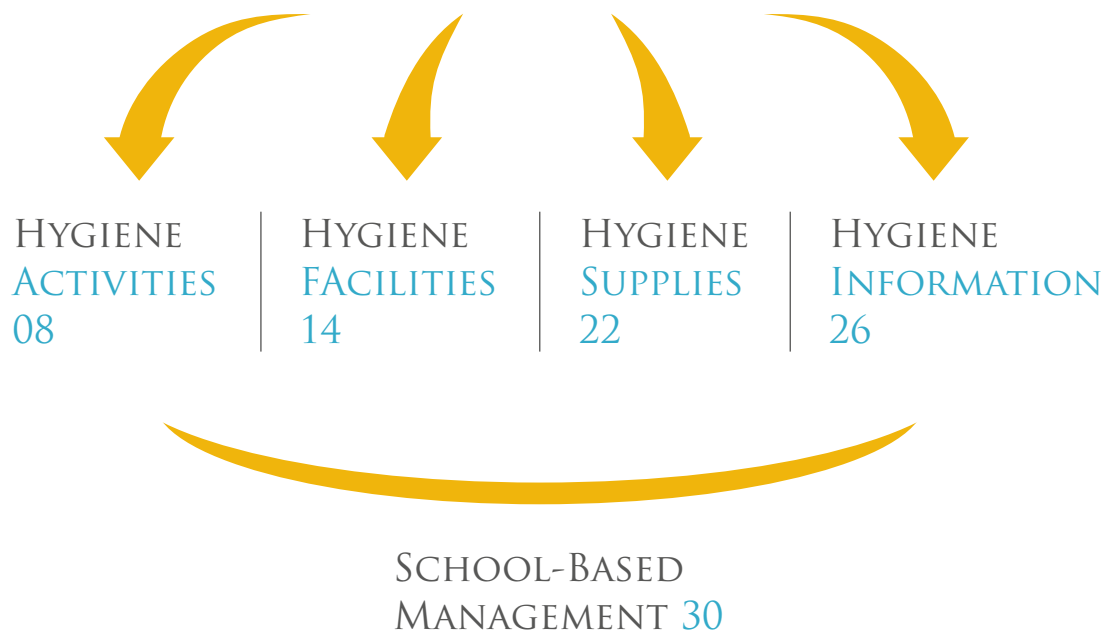 Hygiene
Activities
08
Hygiene
FAcilities
14
Hygiene
Supplies
22
Hygiene
Information
26
School-Based
Management 30